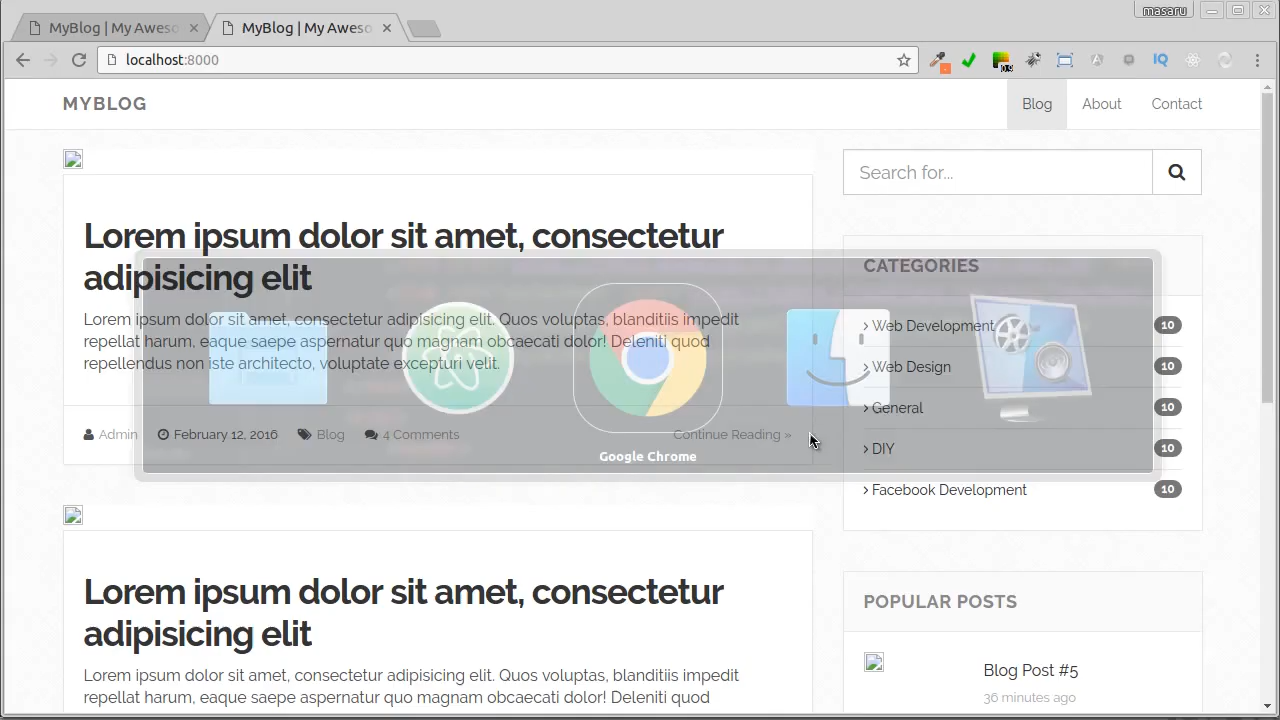 masaru
MyBlog | My Aweso
MyBlog | My Aweso
localhost:8000
IQ
MYBLOG
Blog
About
Contact
Search for...
Lorem ipsum dolor sit amet, consectetur
adipisicing elit
Lorem ipsum dolor sit amet, consectetur adipisicing elit. Quos voluptas, blanditiis impedit
repellat harum, eaque saepe aspernatur quo magnam obcaecati dolor! Deleniti quod
repellendus non iste architecto, voluptate excepturi velit.
Admin
February 12, 2016
Blog
4 Comments
Continue Reading »
Google Chrome
CATEGORIES
Web Development
10
Web Design
10
General
10
DIY
10
Facebook Development
10
Lorem ipsum dolor sit amet, consectetur
adipisicing elit
Lorem ipsum dolor sit amet, consectetur adipisicing elit. Quos voluptas, blanditiis impedit
repellat harum, eaque saepe aspernatur quo magnam obcaecati dolor! Deleniti quod
POPULAR POSTS
Blog Post #5
36 minutes ago